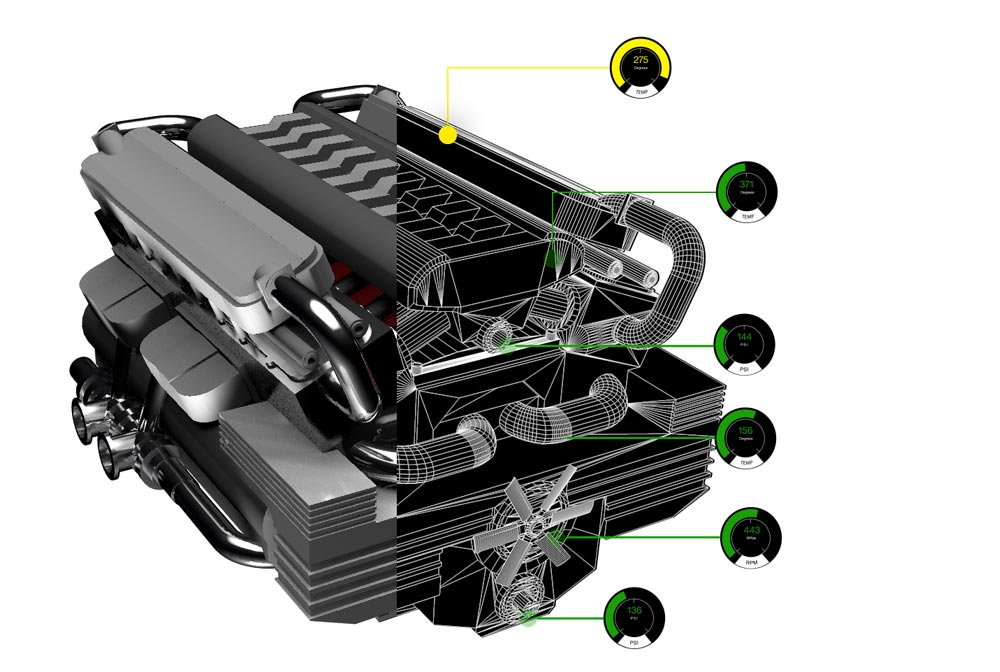 275
Degrees
TEMP
371
Degrees
TEMP
144
PSI
PSI
156
Degrees
TEMP
443
RPMs
RPM
136
PSI
PSI